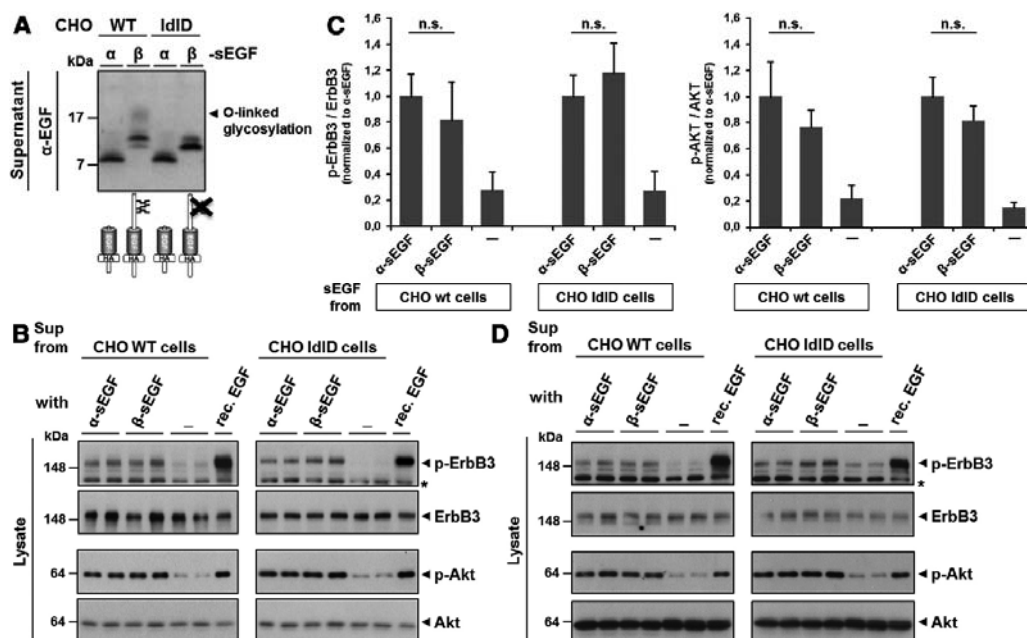 A
CHO WT ldlD
α β α β -sEGF
kDa
17
7
O-linked
glycosylation
Supernatant
α-EGF
HA HA HA HA
C
n.s. n.s.
1,6
1,4
1,2
1,0
0,8
0,6
0,4
0,2
0,0
p-ErbB3 / ErbB3
(normalized to α-sEGF)
α-sEGF β-sEGF – α-sEGF β-sEGF –
n.s. n.s.
1,6
1,4
1,2
1,0
0,8
0,6
0,4
0,2
0,0
p-AKT / AKT
(normalized to α-sEGF)
α-sEGF β-sEGF – α-sEGF β-sEGF –
sEGF
from
CHO wt cells CHO ldlD cells CHO wt cells CHO ldlD cells
B
Sup
from
CHO WT cells CHO ldlD cells
with
α-sEGF β-sEGF – rec. EGF α-sEGF β-sEGF – rec. EGF
kDa
148
p-ErbB3
*
148
ErbB3
64
p-Akt
64
Akt
Lysate
D
Sup
from
CHO WT cells CHO ldlD cells
with
α-sEGF β-sEGF – rec. EGF α-sEGF β-sEGF – rec. EGF
kDa
148
p-ErbB3
*
148
ErbB3
64
p-Akt
64
Akt
Lysate